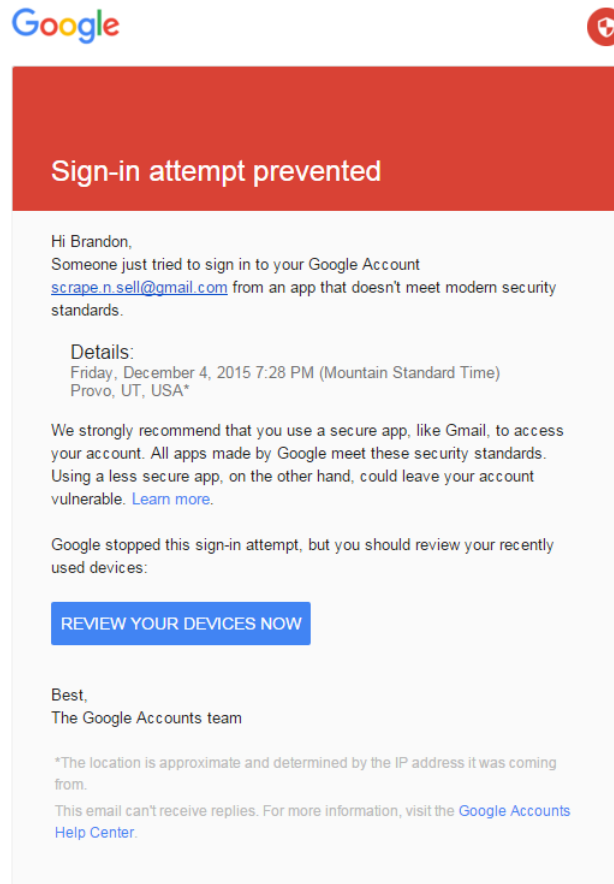 Google
Sign-in attempt prevented
Hi Brandon,
Someone just tried to sign in to your Google Account
scrape.n.sell@gmail.com from an app that doesn't meet modern security
standards.
Details:
Friday, December 4, 2015 7:28 PM (Mountain Standard Time)
Provo, UT, USA*
We strongly recommend that you use a secure app, like Gmail, to access
your account. All apps made by Google meet these security standards.
Using a less secure app, on the other hand, could leave your account
vulnerable. Learn more.
Google stopped this sign-in attempt, but you should review your recently
used devices:
REVIEW YOUR DEVICES NOW
Best,
The Google Accounts team
*The location is approximate and determined by the IP address it was coming
from.
This email can't receive replies. For more information, visit the Google Accounts
Help Center.